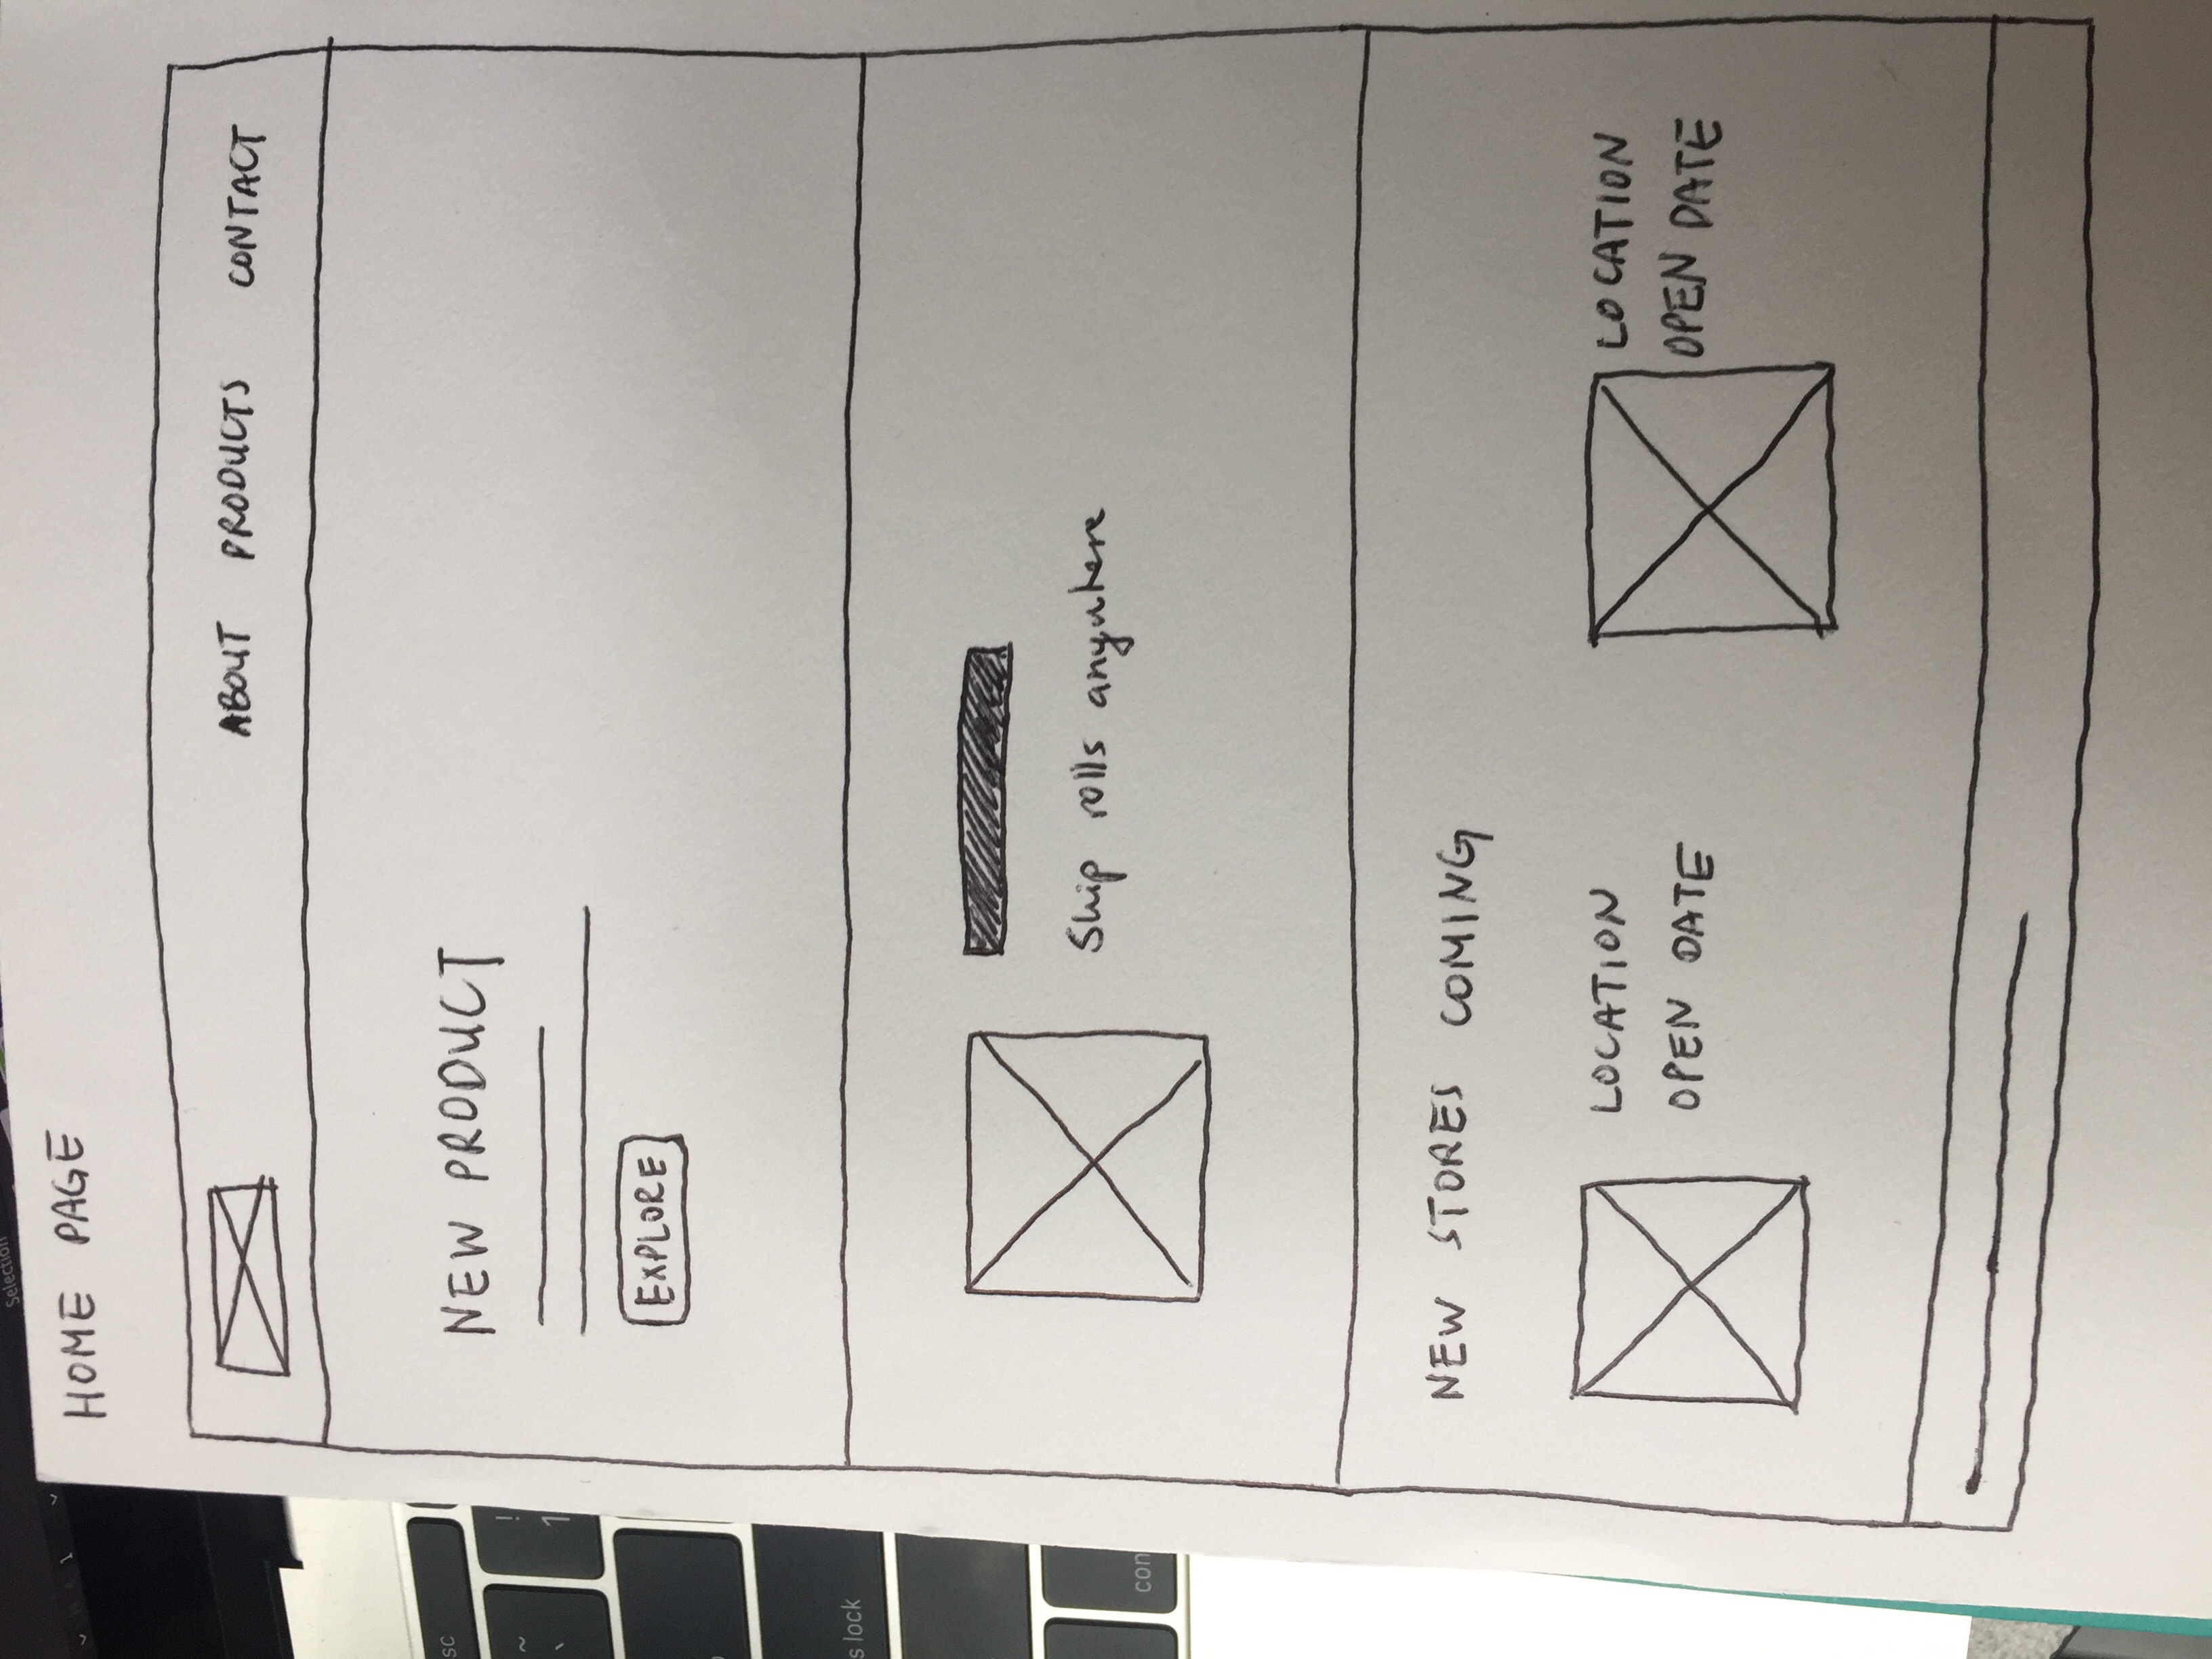 Selection
1
HOME PAGE
ABOUT PRODUCTS CONTACT
NEW PRODUCT
EXPLORE
Ship rolls anywhere
NEW STORES COMING
LOCATION
OPEN DATE
LOCATION
OPEN DATE
sc
~
`
!
1
s lock
con